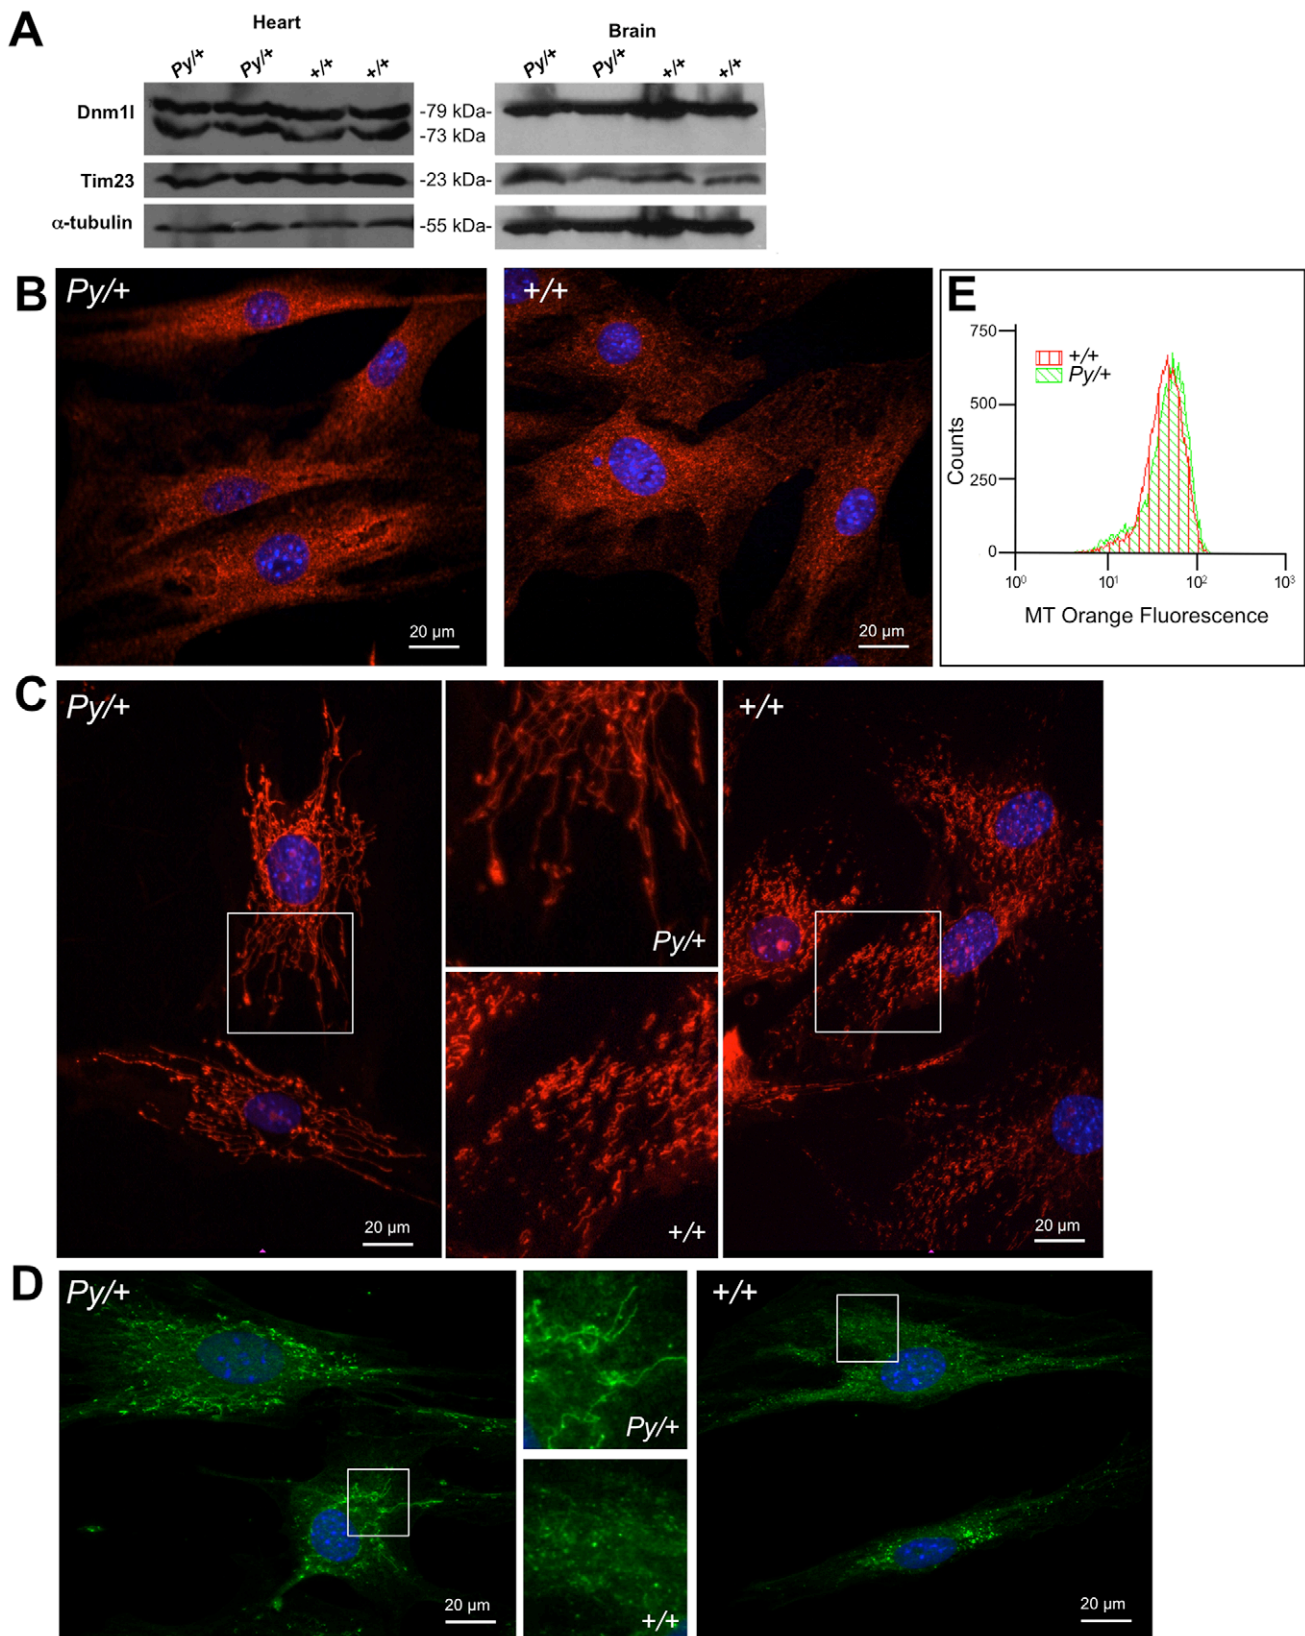 A
Heart
Brain
Py/+ Py/+ +/+ +/+
Py/+ Py/+ +/+ +/+
Dnm1l
-79 kDa-
-73 kDa
Tim23
-23 kDa-
α-tubulin
-55 kDa-
B
Py/+
20 µm
+/+
20 µm
E
750
500
250
0
Counts
+/+
Py/+
10⁰ 10¹ 10² 10³
MT Orange Fluorescence
C
Py/+
20 µm
Py/+
+/+
+/+
20 µm
D
Py/+
20 µm
Py/+
+/+
+/+
20 µm